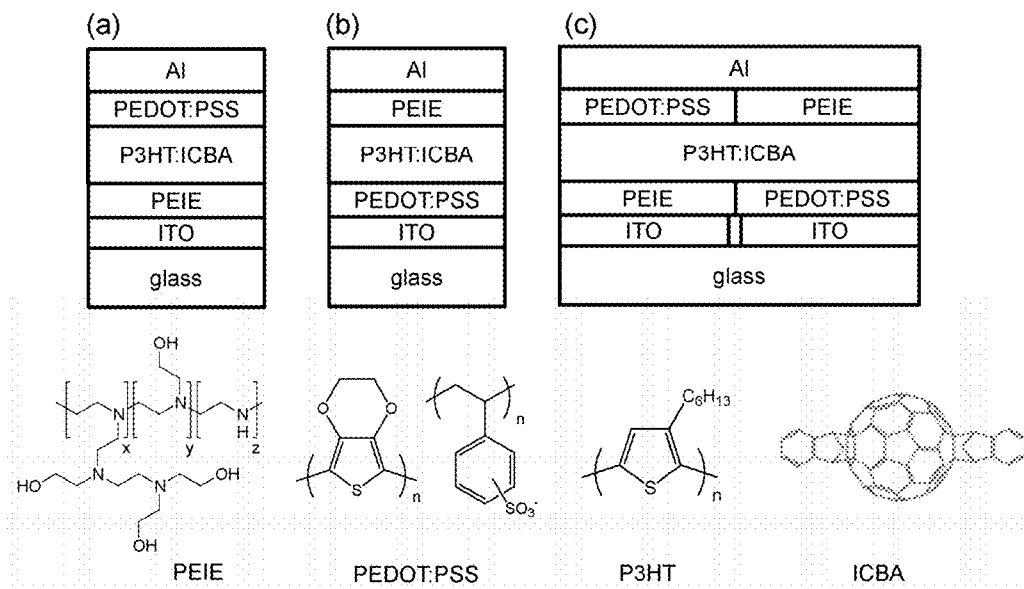 (a) (b) (c)
Al Al Al
PEDOT:PSS PEIE PEDOT:PSS PEIE
P3HT:ICBA P3HT:ICBA P3HT:ICBA
PEIE PEDOT:PSS PEIE PEDOT:PSS
ITO ITO ITO ITO
glass glass glass
OH
N x N y N H z
N N OH
HO
OH
O O
S n
n
SO3-
C6H13
S n
PEIE PEDOT:PSS P3HT ICBA